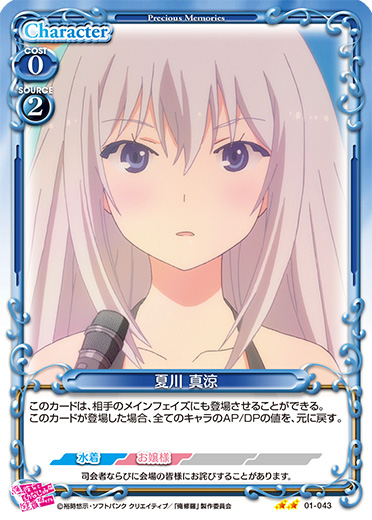 Precious Memories
Character
COST
0
SOURCE
2
夏川 真涼
このカードは、相手のメインフェイズにも登場させることができる。
このカードが登場した場合、全てのキャラのAP/DPの値を、元に戻す。
水着 お嬢様
司会者ならびに会場の皆様にお詫びすることがあります。
©裕時悠示・ソフトバンク クリエイティブ/「俺修羅」製作委員会
01-043